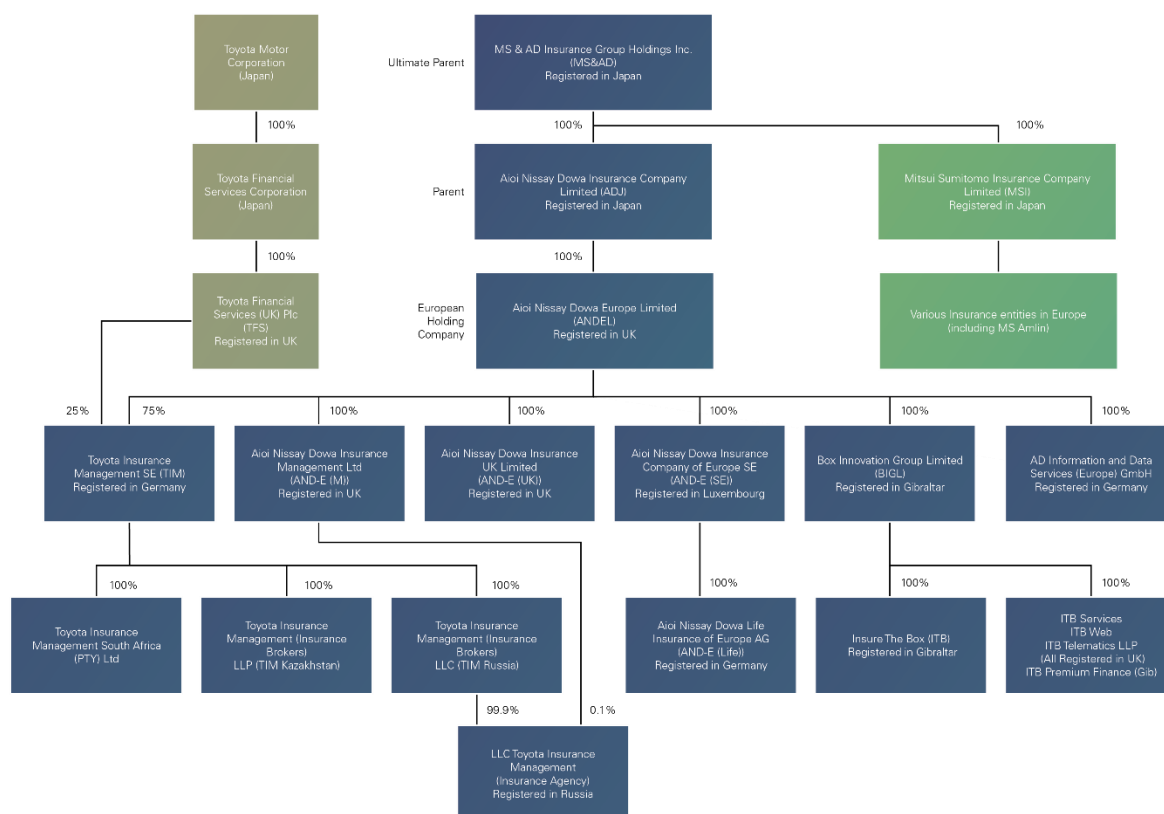 Toyota Motor
Corporation
(Japan)
Ultimate Parent
MS & AD Insurance Group Holdings Inc.
(MS&AD)
Registered in Japan
100%
100%
100%
Toyota Financial
Services Corporation
(Japan)
Parent
Aioi Nissay Dowa Insurance Company
Limited (ADJ)
Registered in Japan
Mitsui Sumitomo Insurance Company
Limited (MSI)
Registered in Japan
100%
100%
Toyota Financial
Services (UK) Plc
(TFS)
Registered in UK
European
Holding
Company
Aioi Nissay Dowa Europe Limited
(ANDEL)
Registered in UK
Various Insurance entities in Europe
(including MS Amlin)
25%
75%
100%
100%
100%
100%
100%
Toyota Insurance
Management SE (TIM)
Registered in Germany
Aioi Nissay Dowa Insurance
Management Ltd
(AND-E (M))
Registered in UK
Aioi Nissay Dowa Insurance
UK Limited
(AND-E (UK))
Registered in UK
Aioi Nissay Dowa Insurance
Company of Europe SE
(AND-E (SE))
Registered in Luxembourg
Box Innovation Group Limited
(BIGL)
Registered in Gibraltar
AD Information and Data
Services (Europe) GmbH
Registered in Germany
100%
100%
100%
100%
100%
100%
Toyota Insurance
Management South Africa
(PTY) Ltd
Toyota Insurance
Management (Insurance
Brokers)
LLP (TIM Kazakhstan)
Toyota Insurance
Management (Insurance
Brokers)
LLC (TIM Russia)
Aioi Nissay Dowa Life
Insurance of Europe AG
(AND-E (Life))
Registered in Germany
Insure The Box (ITB)
Registered in Gibraltar
ITB Services
ITB Web
ITB Telematics LLP
(All Registered in UK)
ITB Premium Finance (Gib)
99.9%
0.1%
LLC Toyota Insurance
Management
(Insurance Agency)
Registered in Russia